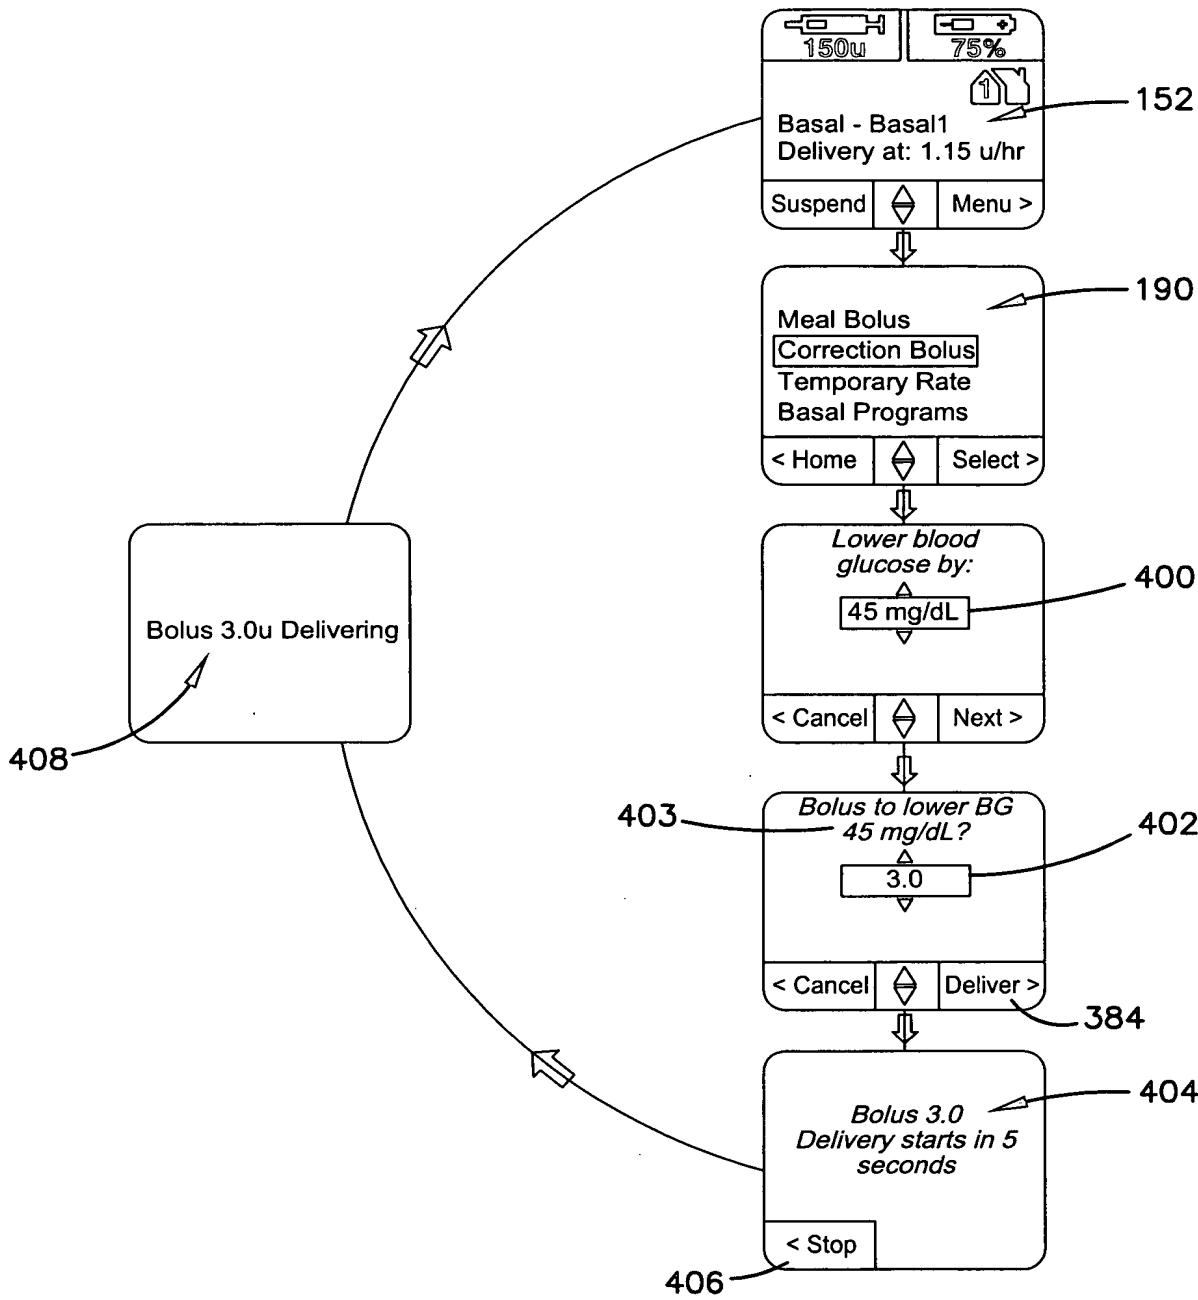 150u
75%
1
152
Basal - Basal1
Delivery at: 1.15 u/hr
Suspend
Menu >
190
Meal Bolus
Correction Bolus
Temporary Rate
Basal Programs
< Home
Select >
Lower blood
glucose by:
400
45 mg/dL
< Cancel
Next >
Bolus 3.0u Delivering
408
403
Bolus to lower BG
45 mg/dL?
402
3.0
< Cancel
Deliver >
384
404
Bolus 3.0
Delivery starts in 5
seconds
< Stop
406